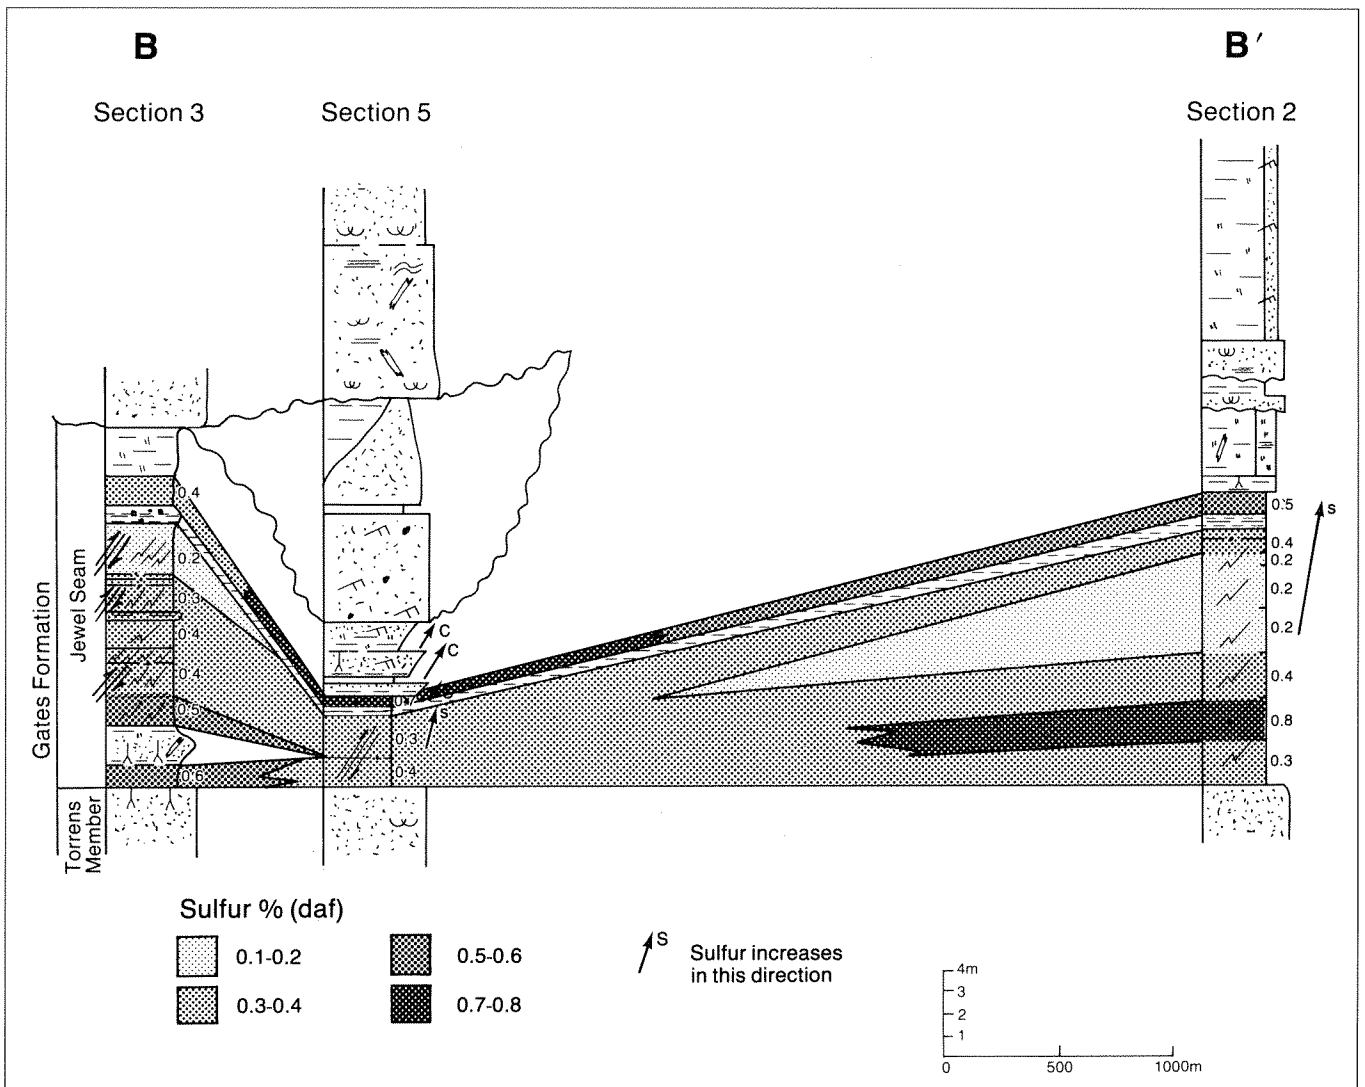 B
B′
Section 3
Section 5
Section 2
Gates Formation
Jewel Seam
Torrens
Member
0.4
0.2
0.3
0.4
0.4
0.5
0.6
C
C
S
0.7
0.3
0.4
0.5
0.4
0.2
0.2
0.2
0.4
0.8
0.3
s
Sulfur % (daf)
0.1-0.2
0.5-0.6
0.3-0.4
0.7-0.8
S
Sulfur increases
in this direction
4m
3
2
1
0
500
1000m